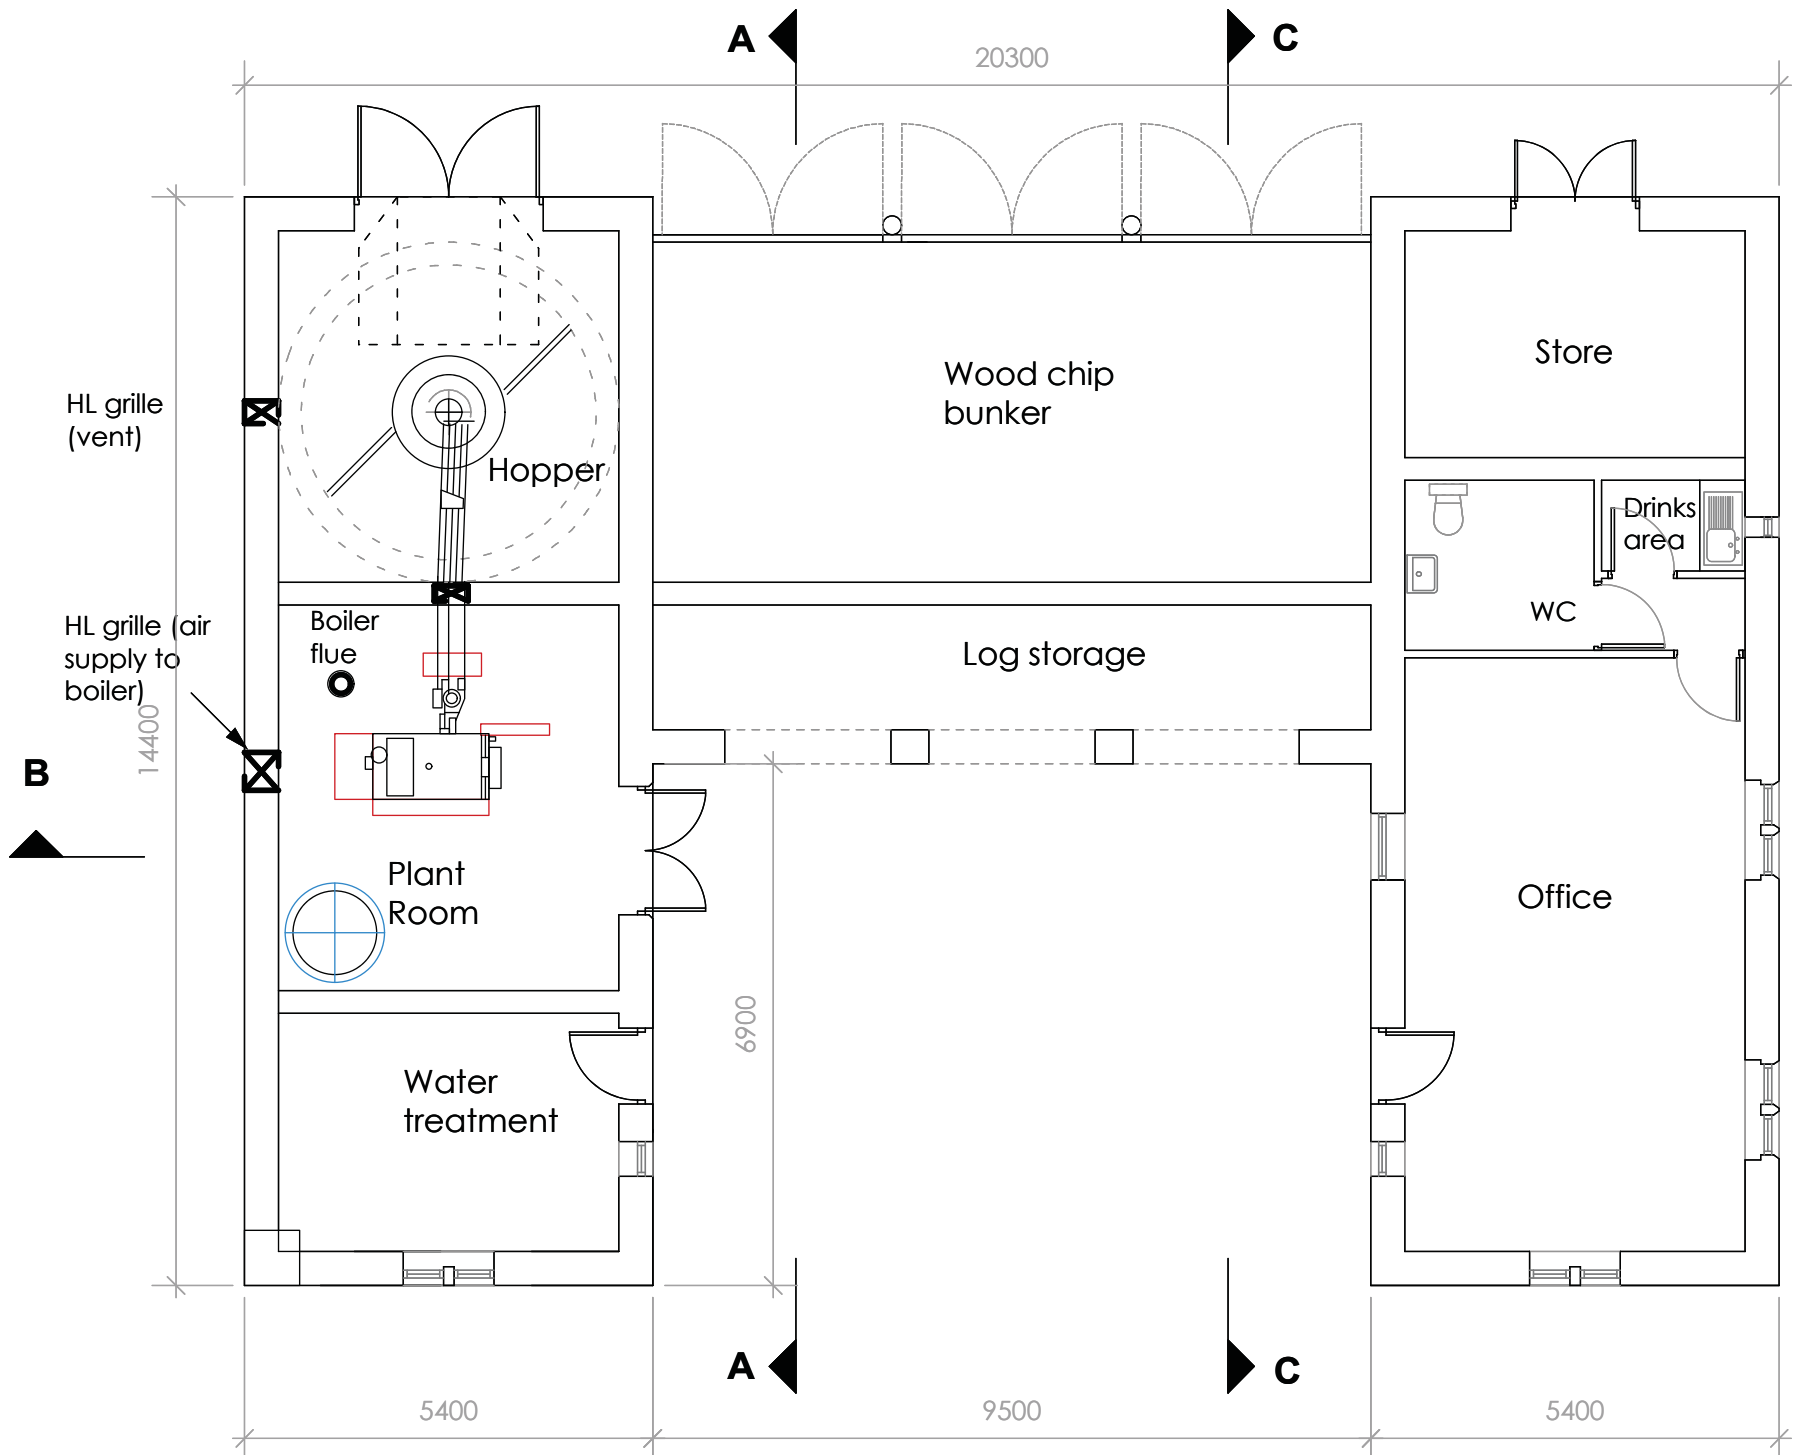 A
C
20300
HL grille
(vent)
Hopper
Wood chip
bunker
Store
Drinks
area
WC
Boiler
flue
HL grille (air
supply to
boiler)
14400
Log storage
B
Plant
Room
Office
6900
Water
treatment
A
C
5400
9500
5400